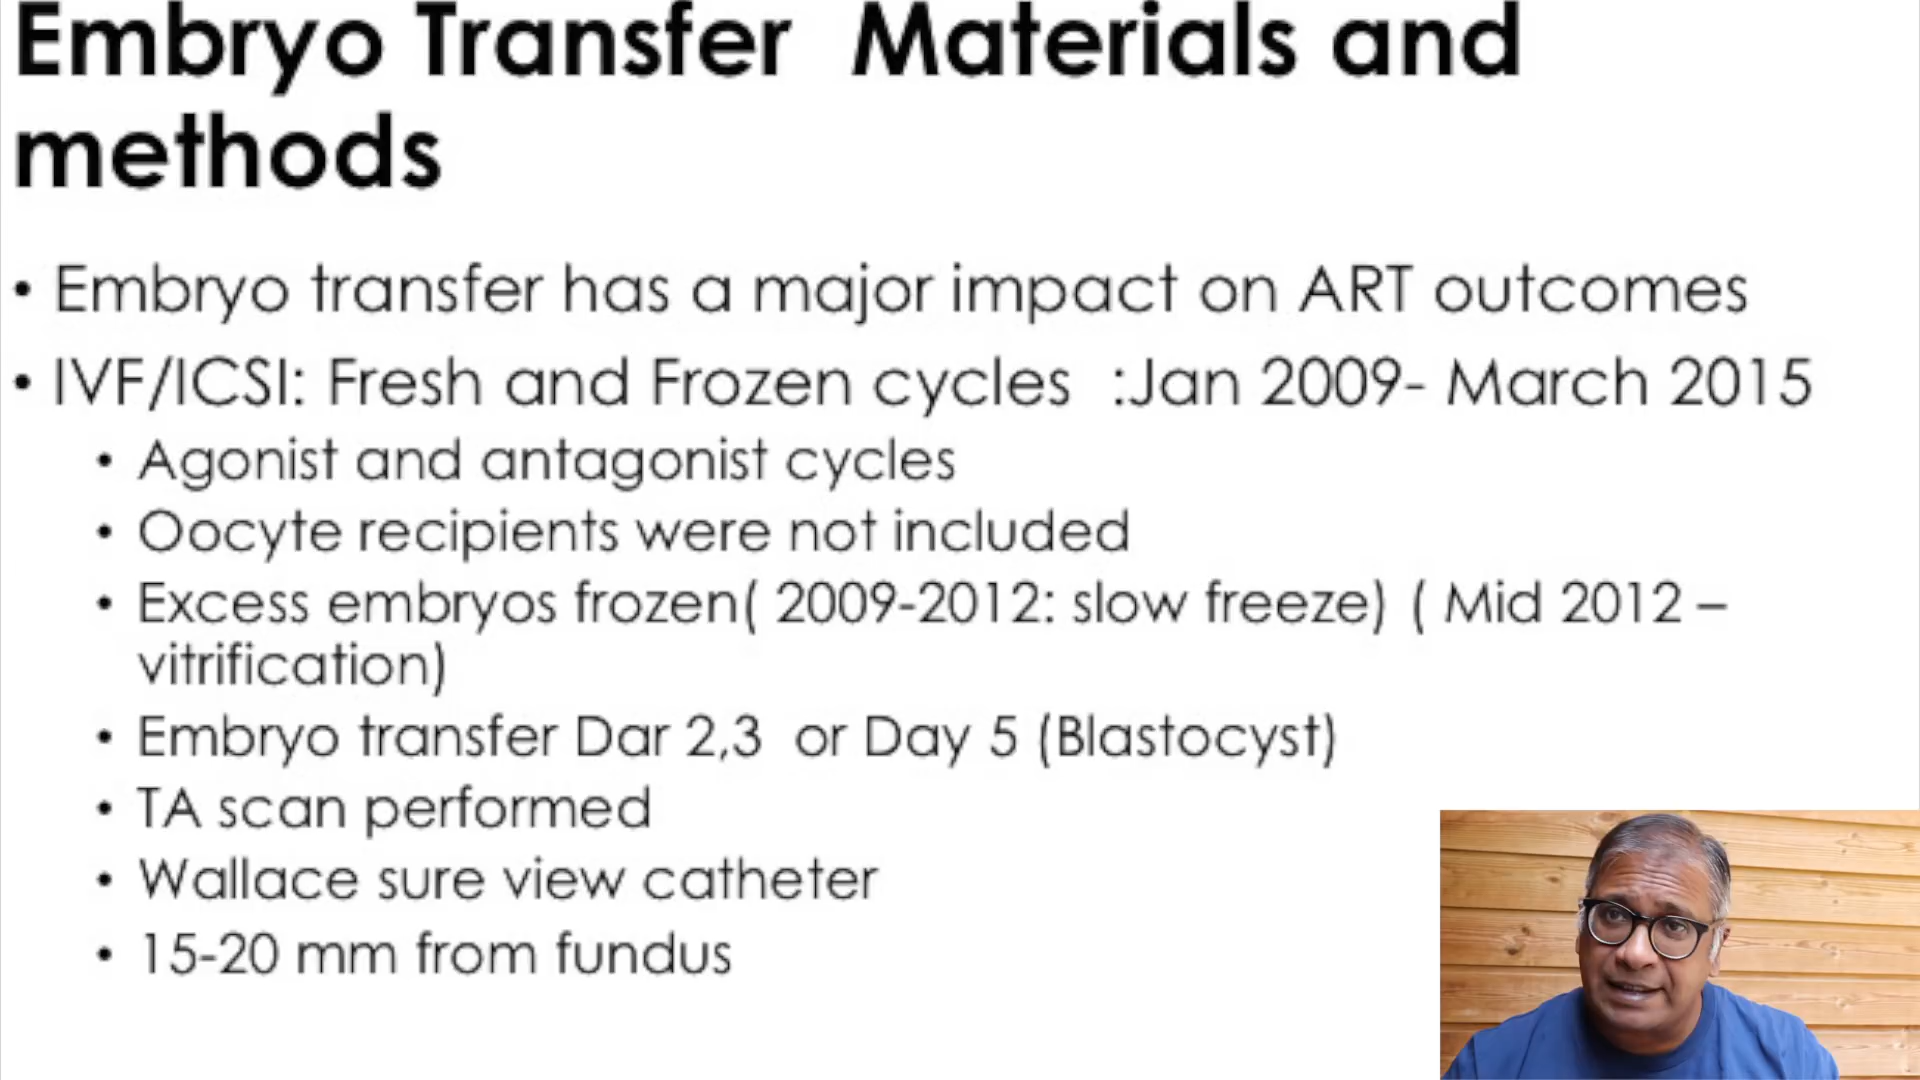 Embryo Transfer  Materials and
methods
• Embryo transfer has a major impact on ART outcomes
• IVF/ICSI: Fresh and Frozen cycles  :Jan 2009- March 2015
• Agonist and antagonist cycles
• Oocyte recipients were not included
• Excess embryos frozen( 2009-2012: slow freeze) ( Mid 2012 –
vitrification)
• Embryo transfer Dar 2,3  or Day 5 (Blastocyst)
• TA scan performed
• Wallace sure view catheter
• 15-20 mm from fundus